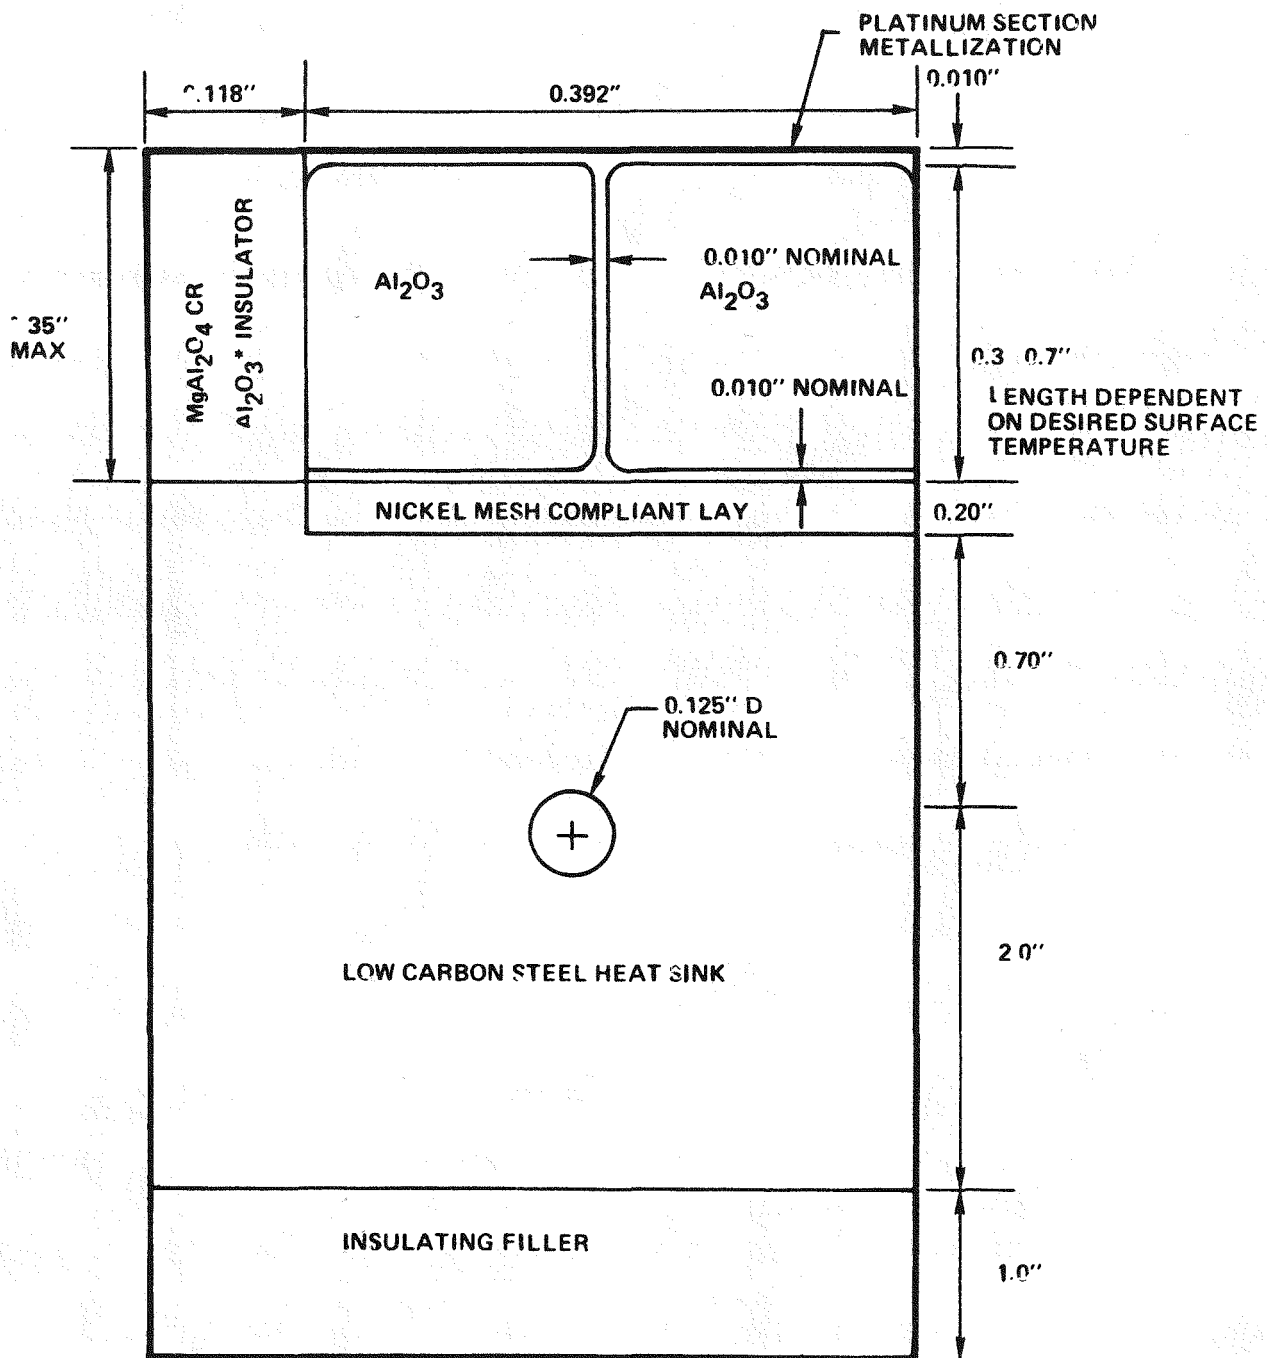 PLATINUM SECTION
METALLIZATION
0.010"
.118"
0.392"
MgAl2O4 CR
Al2O3* INSULATOR
35"
MAX
Al2O3
0.010" NOMINAL
Al2O3
0.010" NOMINAL
0.3 0.7"
LENGTH DEPENDENT
ON DESIRED SURFACE
TEMPERATURE
NICKEL MESH COMPLIANT LAY
0.20"
0.70"
0.125" D
NOMINAL
LOW CARBON STEEL HEAT SINK
2 0"
INSULATING FILLER
1.0"